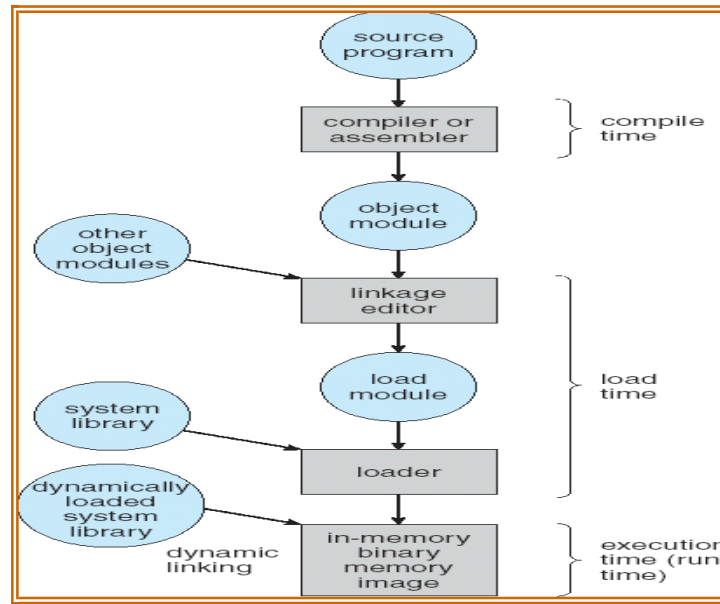 source
program
compiler or
assembler
compile
time
object
module
other
object
modules
linkage
editor
load
module
load
time
system
library
loader
dynamically
loaded
system
library
dynamic
linking
in-memory
binary
memory
image
execution
time (run
time)